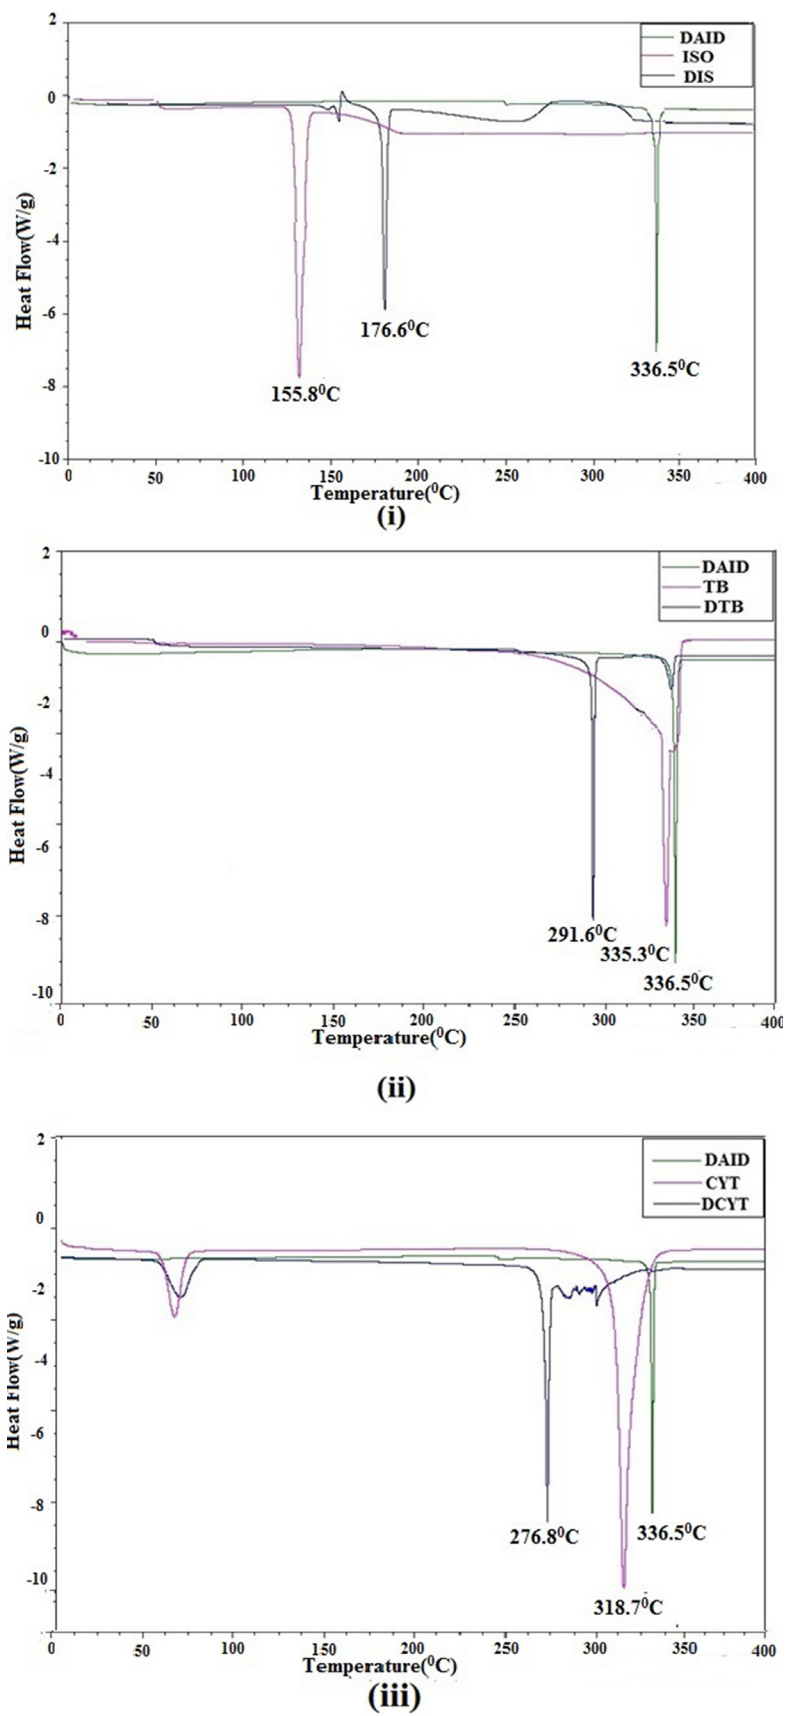 2
0
-2
-4
-6
-8
-10
Heat Flow(W/g)
DAID
ISO
DIS
155.8⁰C
176.6⁰C
336.5⁰C
0 50 100 150 200 250 300 350 400
Temperature(⁰C)
(i)
2
0
-2
-4
-6
-8
-10
Heat Flow(W/g)
DAID
TB
DTB
291.6⁰C
335.3⁰C
336.5⁰C
0 50 100 150 200 250 300 350 400
Temperature(⁰C)
(ii)
2
0
-2
-4
-6
-8
-10
Heat Flow(W/g)
DAID
CYT
DCYT
276.8⁰C
336.5⁰C
318.7⁰C
0 50 100 150 200 250 300 350 400
Temperature(⁰C)
(iii)